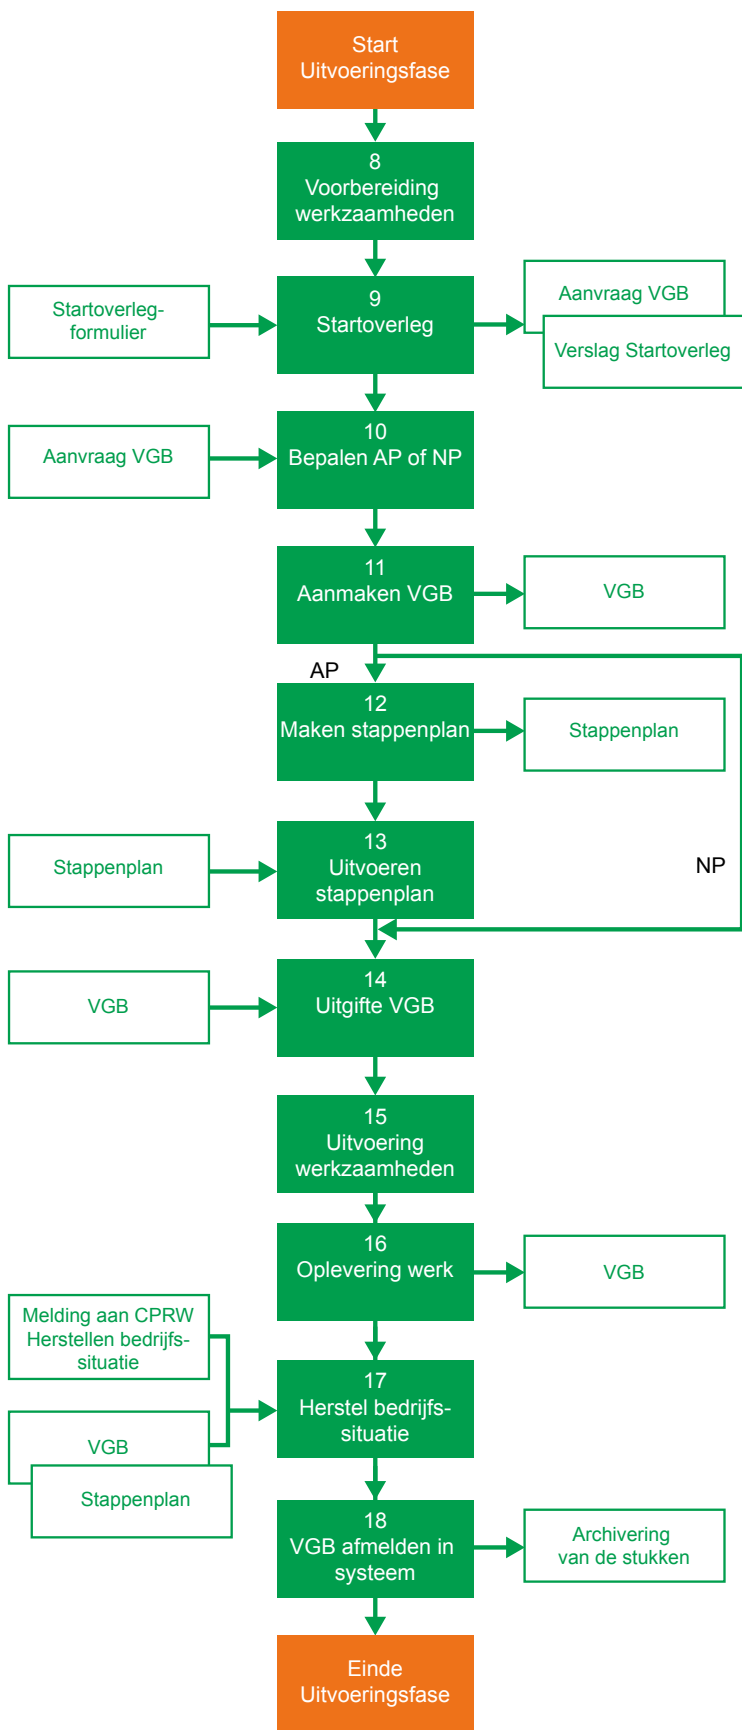 Start
Uitvoeringsfase
8
Voorbereiding
werkzaamheden
Startoverleg-
formulier
9
Startoverleg
Aanvraag VGB
Verslag Startoverleg
Aanvraag VGB
10
Bepalen AP of NP
11
Aanmaken VGB
VGB
AP
12
Maken stappenplan
Stappenplan
Stappenplan
13
Uitvoeren
stappenplan
NP
VGB
14
Uitgifte VGB
15
Uitvoering
werkzaamheden
16
Oplevering werk
VGB
Melding aan CPRW
Herstellen bedrijfs-
situatie
VGB
Stappenplan
17
Herstel bedrijfs-
situatie
18
VGB afmelden in
systeem
Archivering
van de stukken
Einde
Uitvoeringsfase